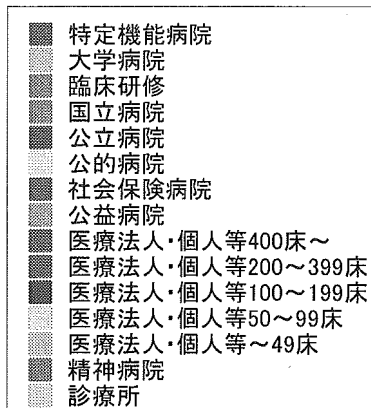 特定機能病院
大学病院
臨床研修
国立病院
公立病院
公的病院
社会保険病院
公益病院
医療法人・個人等400床～
医療法人・個人等200～399床
医療法人・個人等100～199床
医療法人・個人等50～99床
医療法人・個人等～49床
精神病院
診療所